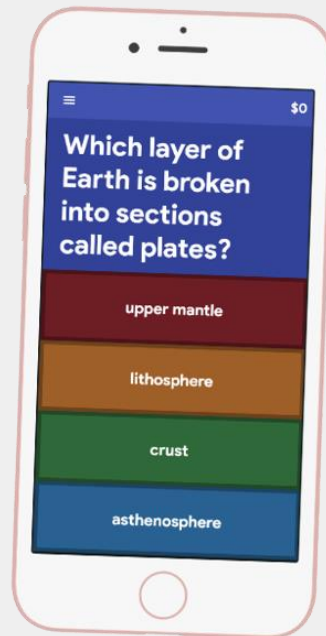 $0
Which layer of
Earth is broken
into sections
called plates?
upper mantle
lithosphere
crust
asthenosphere